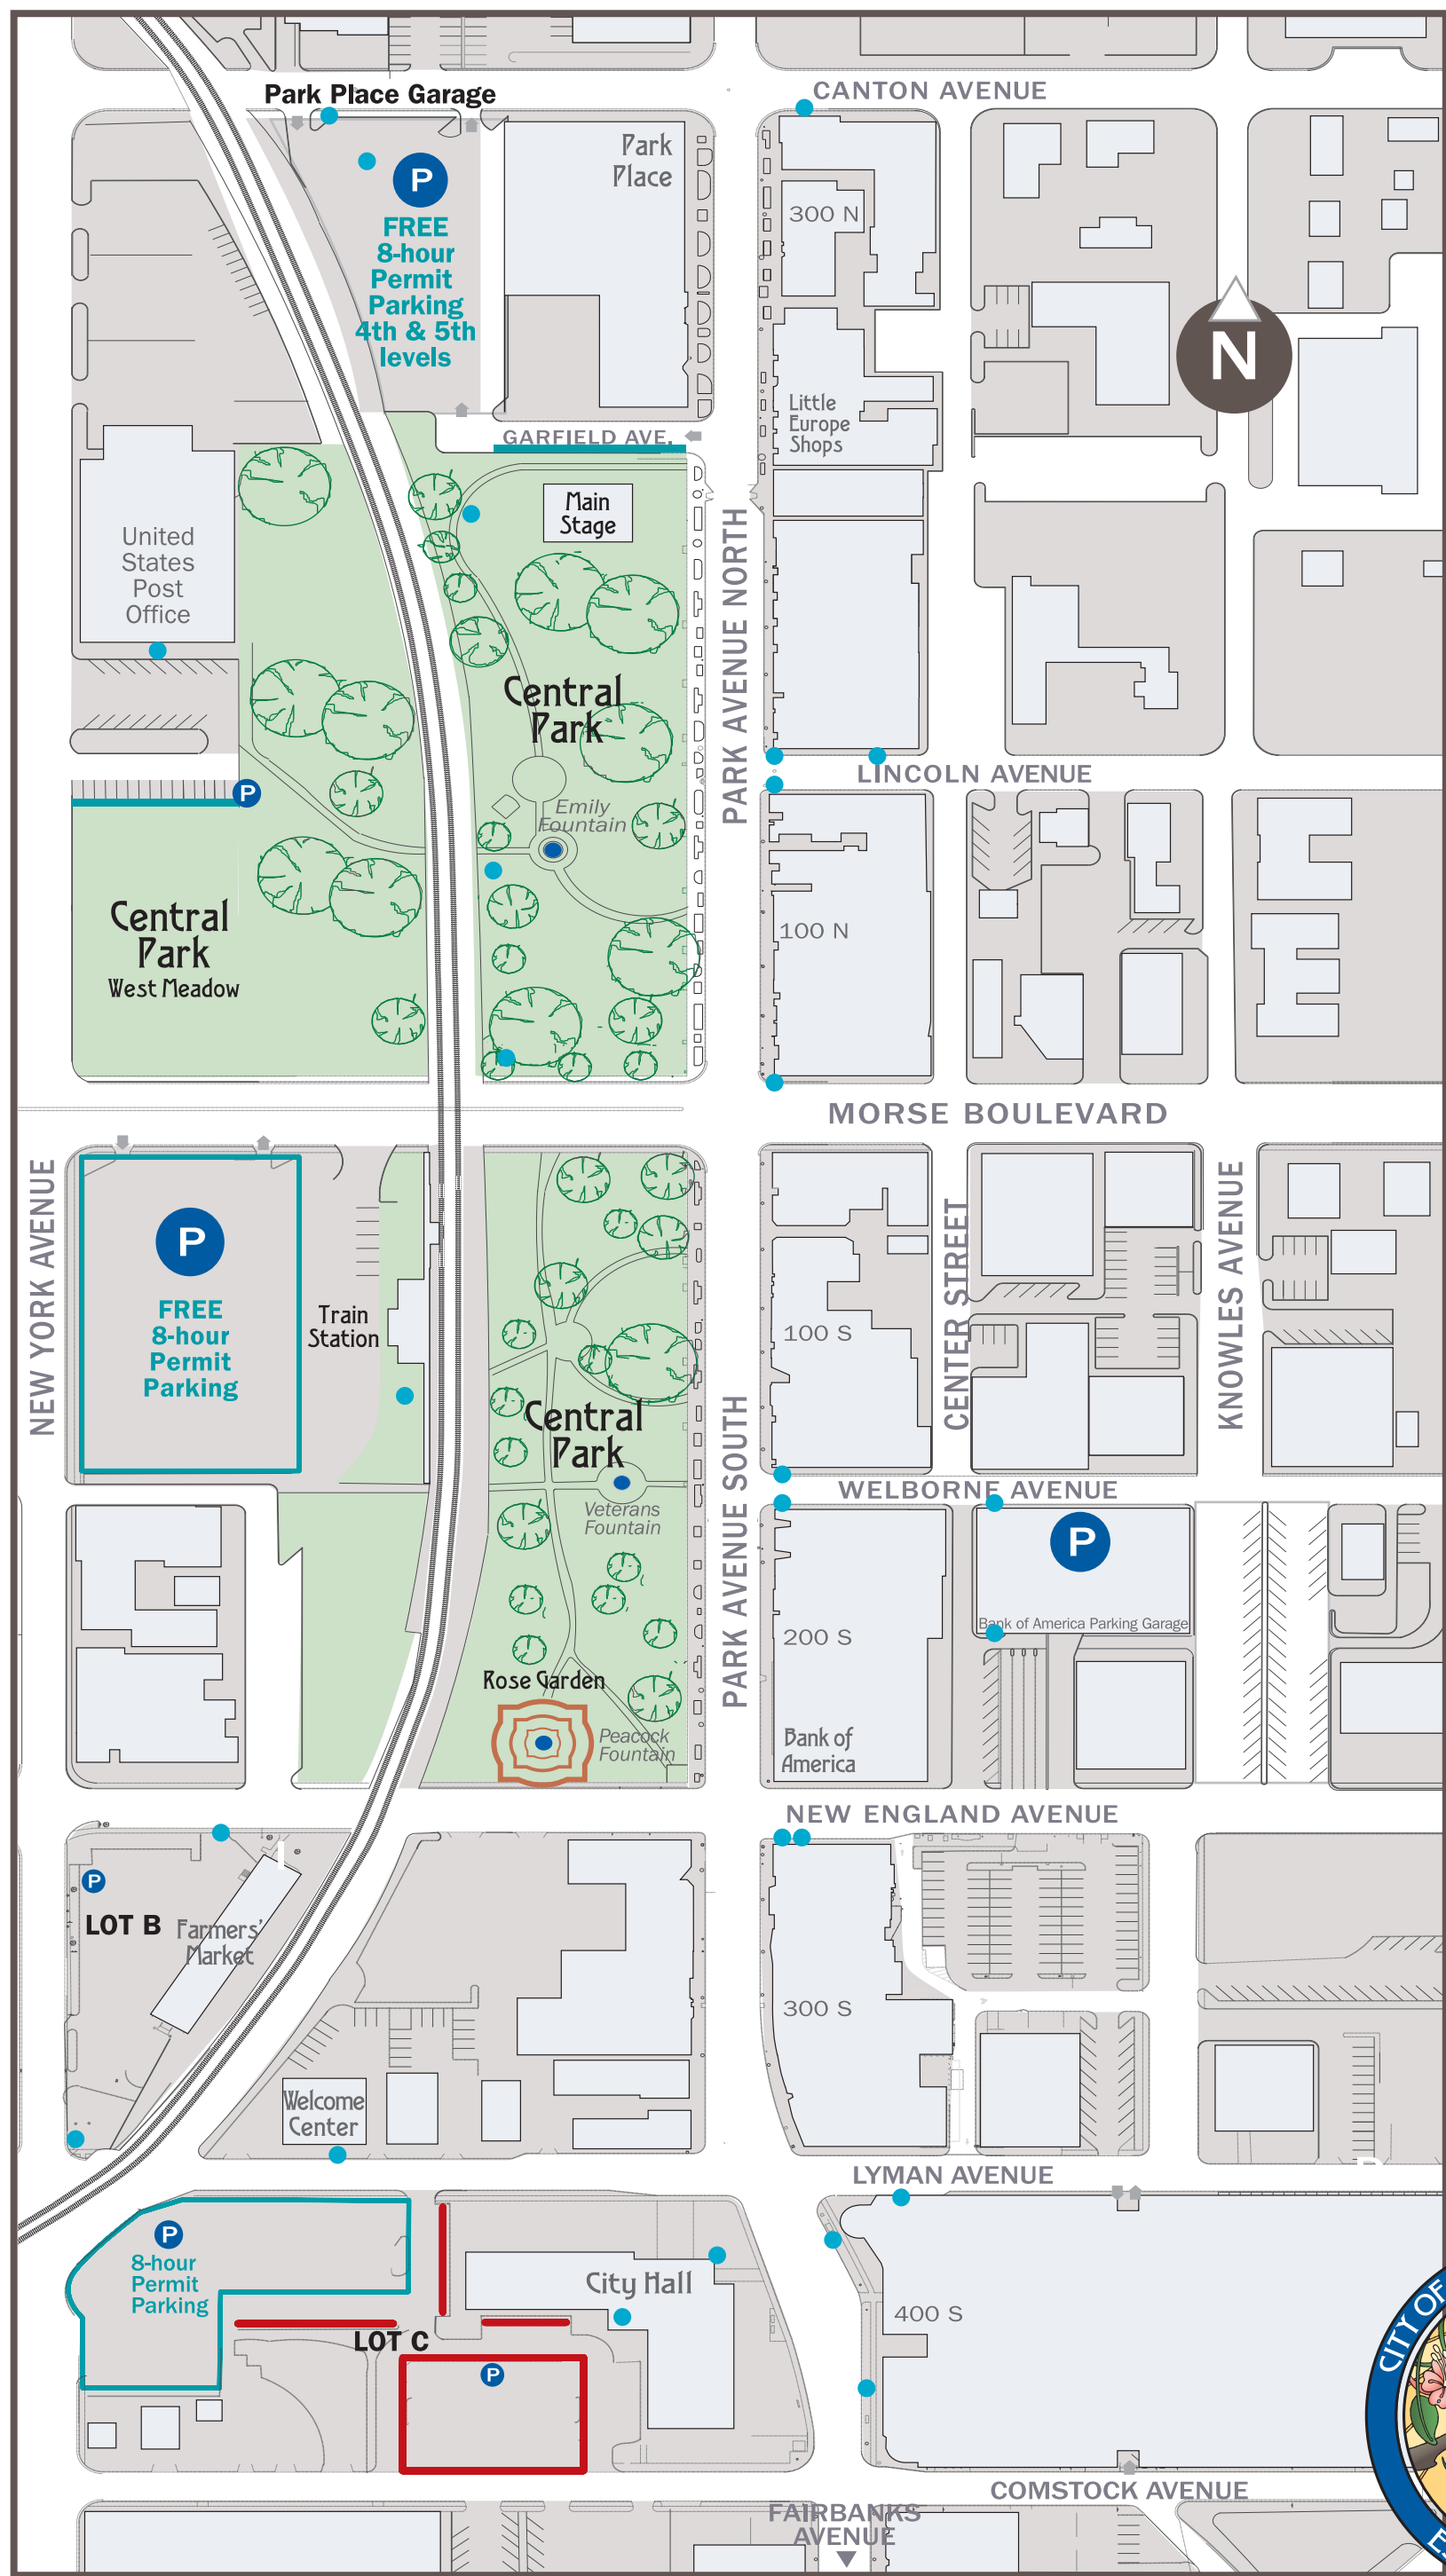 CANTON AVENUE
Park Place Garage
Park
Place
P
FREE
8-hour
Permit
Parking
4th & 5th
levels
300 N
N
Little
Europe
Shops
GARFIELD AVE.
Main
Stage
United
States
Post
Office
PARK AVENUE NORTH
Central
Park
LINCOLN AVENUE
P
Emily
Fountain
Central
Park
West Meadow
100 N
MORSE BOULEVARD
NEW YORK AVENUE
P
FREE
8-hour
Permit
Parking
Train
Station
100 S
CENTER STREET
KNOWLES AVENUE
Central
Park
PARK AVENUE SOUTH
WELBORNE AVENUE
Veterans
Fountain
P
Bank of America Parking Garage
200 S
Rose Garden
Peacock
Fountain
Bank of
America
NEW ENGLAND AVENUE
P
LOT B
Farmers'
Market
300 S
Welcome
Center
LYMAN AVENUE
P
8-hour
Permit
Parking
City Hall
400 S
LOT C
P
CITY OF
COMSTOCK AVENUE
FAIRBANKS
AVENUE